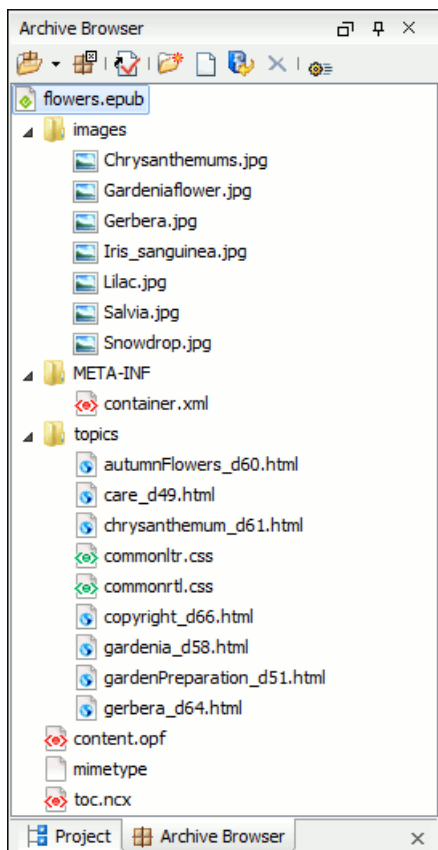 Archive Browser
flowers.epub
images
Chrysanthemums.jpg
Gardeniaflower.jpg
Gerbera.jpg
Iris_sanguinea.jpg
Lilac.jpg
Salvia.jpg
Snowdrop.jpg
META-INF
container.xml
topics
autumnFlowers_d60.html
care_d49.html
chrysanthemum_d61.html
commonltr.css
commonrtl.css
copyright_d66.html
gardenia_d58.html
gardenPreparation_d51.html
gerbera_d64.html
content.opf
mimetype
toc.ncx
Project Archive Browser